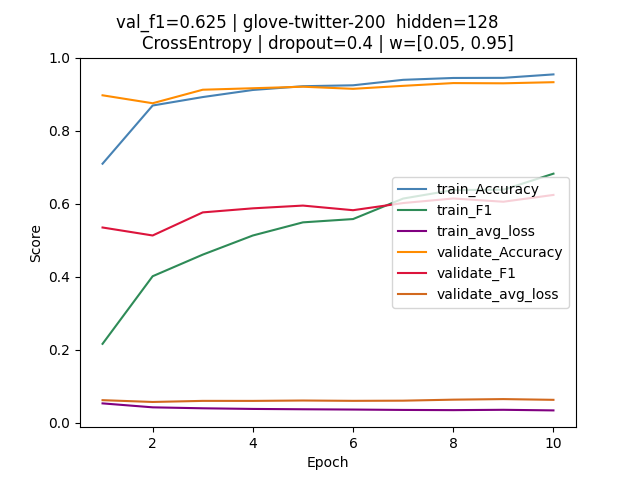 val_f1=0.625 | glove-twitter-200  hidden=128
CrossEntropy | dropout=0.4 | w=[0.05, 0.95]
1.0
0.8
0.6
0.4
0.2
0.0
Score
train_Accuracy
train_F1
train_avg_loss
validate_Accuracy
validate_F1
validate_avg_loss
2 4 6 8 10
Epoch